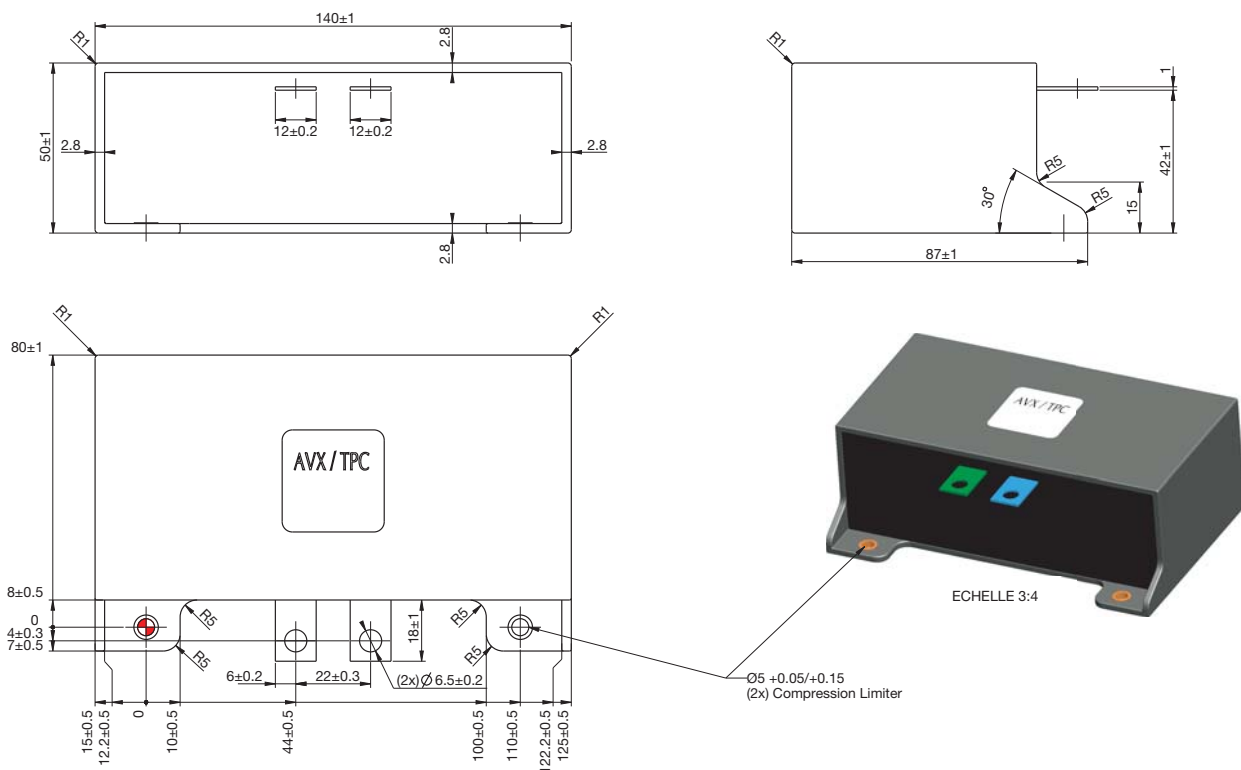 140±1
R1
2.8
12±0.2
12±0.2
50±1
2.8
2.8
2.8
R1
1
42±1
R5
R5
30°
15
87±1
R1
R1
80±1
AVX / TPC
8±0.5
0
4±0.3
7±0.5
R5
R5
R5
R5
18±1
6±0.2
22±0.3
(2x) Ø 6.5±0.2
15±0.5
12.2±0.5
0
10±0.5
44±0.5
100±0.5
110±0.5
122.2±0.5
125±0.5
AVX / TPC
ECHELLE 3:4
Ø5 +0.05/+0.15
(2x) Compression Limiter